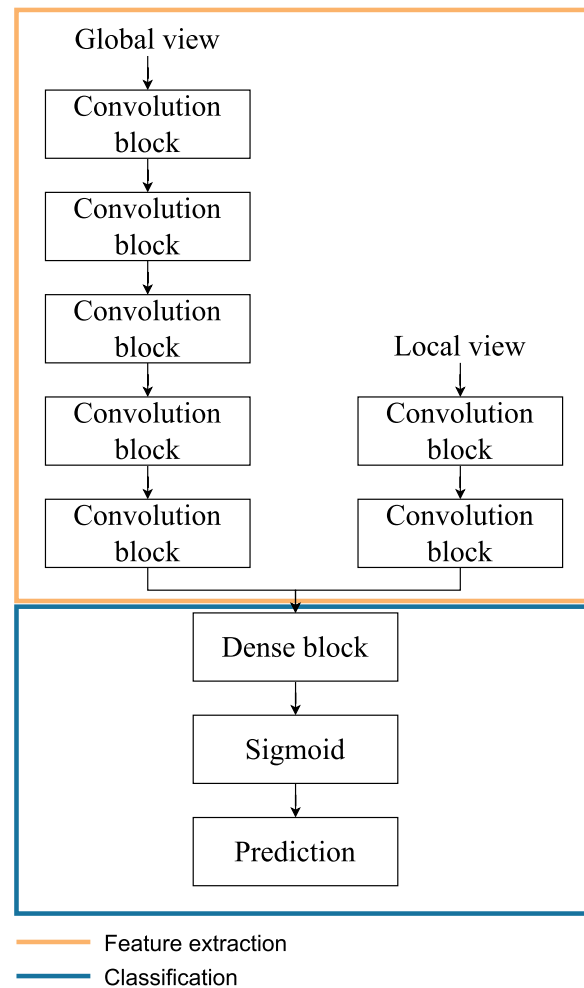 Global view
Convolution
block
Convolution
block
Convolution
block
Convolution
block
Convolution
block
Local view
Convolution
block
Convolution
block
Dense block
Sigmoid
Prediction
Feature extraction
Classification